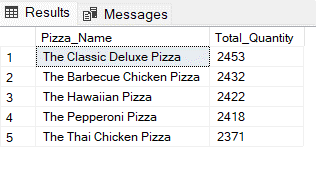 Results Messages
Pizza_Name Total_Quantity
1 The Classic Deluxe Pizza 2453
2 The Barbecue Chicken Pizza 2432
3 The Hawaiian Pizza 2422
4 The Pepperoni Pizza 2418
5 The Thai Chicken Pizza 2371